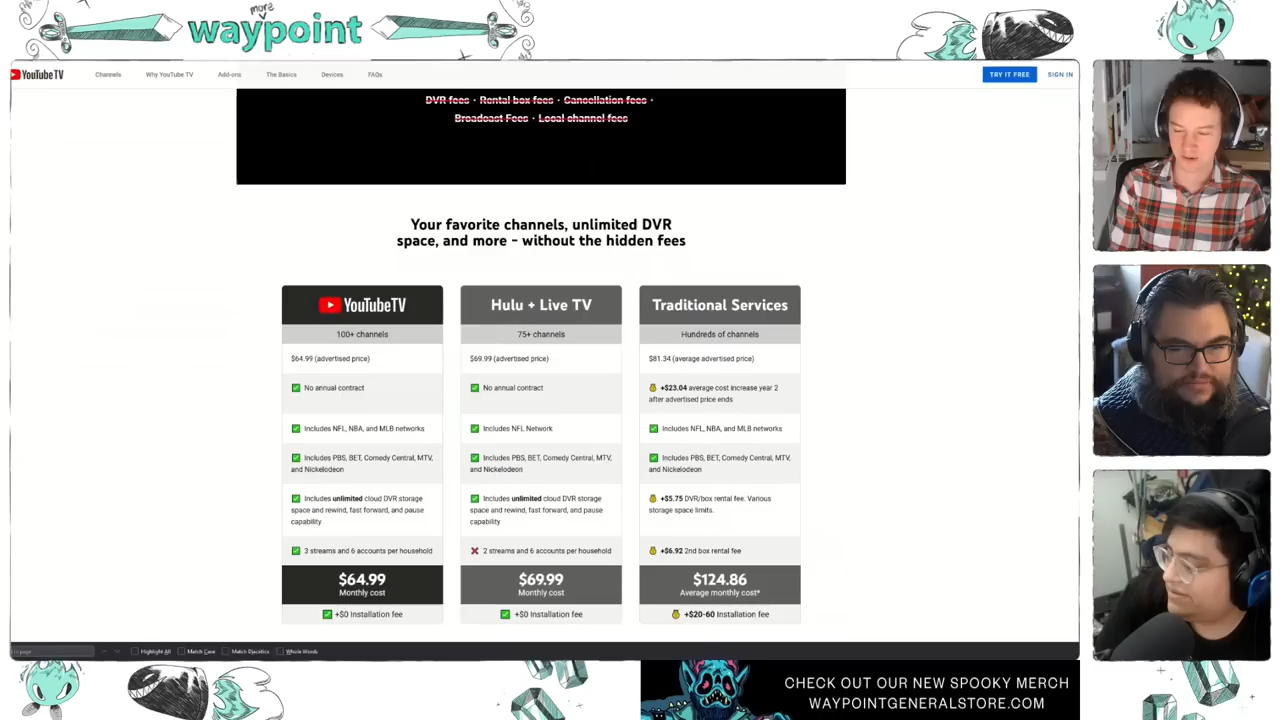 more
waypoint
YouTube TV
Channels
Why YouTube TV
Add-ons
The Basics
Devices
FAQs
TRY IT FREE
SIGN IN
DVR fees · Rental box fees · Cancellation fees ·
Broadcast Fees · Local channel fees
Your favorite channels, unlimited DVR
space, and more - without the hidden fees
YouTubeTV
100+ channels
$64.99 (advertised price)
No annual contract
Includes NFL, NBA, and MLB networks
Includes PBS, BET, Comedy Central, MTV,
and Nickelodeon
Includes unlimited cloud DVR storage
space and rewind, fast forward, and pause
capability
3 streams and 6 accounts per household
$64.99
Monthly cost
+$0 Installation fee
Hulu + Live TV
75+ channels
$69.99 (advertised price)
No annual contract
Includes NFL Network
Includes PBS, BET, Comedy Central, MTV,
and Nickelodeon
Includes unlimited cloud DVR storage
space and rewind, fast forward, and pause
capability
2 streams and 6 accounts per household
$69.99
Monthly cost
+$0 Installation fee
Traditional Services
Hundreds of channels
$81.34 (average advertised price)
+$23.04 average cost increase year 2
after advertised price ends
Includes NFL, NBA, and MLB networks
Includes PBS, BET, Comedy Central, MTV,
and Nickelodeon
+$5.75 DVR/box rental fee. Various
storage space limits.
+$6.92 2nd box rental fee
$124.86
Average monthly cost*
+$20-60 Installation fee
in page
Highlight All
Match Case
Match Diacritics
Whole Words
CHECK OUT OUR NEW SPOOKY MERCH
WAYPOINTGENERALSTORE.COM